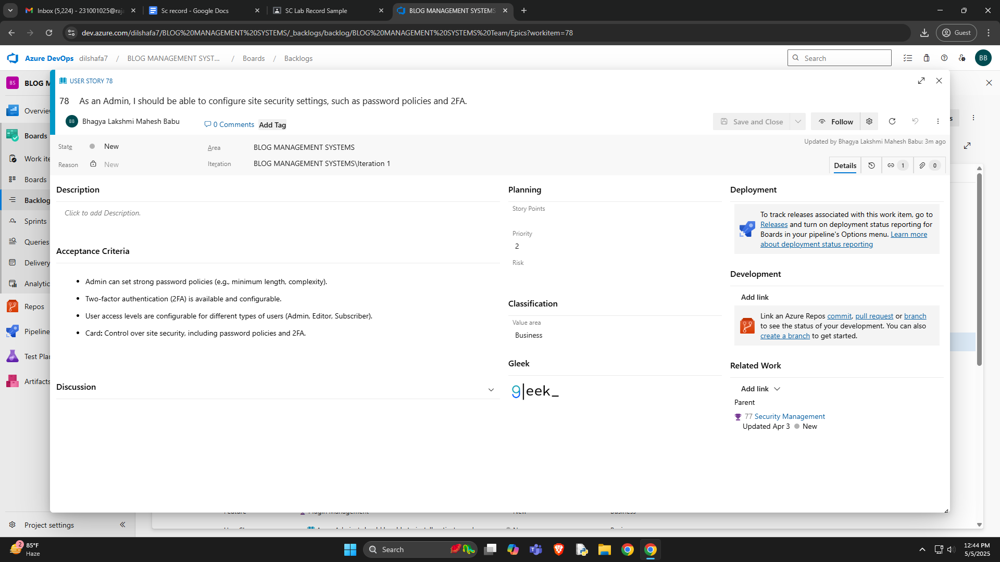 Inbox (5,224) - 231001025@raja
Sc record - Google Docs
SC Lab Record Sample
BLOG MANAGEMENT SYSTEMS
dev.azure.com/dilshafa7/BLOG%20MANAGEMENT%20SYSTEMS/_backlogs/backlog/BLOG%20MANAGEMENT%20SYSTEMS%20Team/Epics?workitem=78
Guest
Azure DevOps dilshafa7 / BLOG MANAGEMENT SYST... / Boards / Backlogs
Search
BB
BS BLOG M
Overview
Boards
Work ite
Boards
Backlog
Sprints
Queries
Delivery
Analytic
Repos
Pipeline
Test Plan
Artifacts
Project settings
USER STORY 78
78 As an Admin, I should be able to configure site security settings, such as password policies and 2FA.
BB Bhagya Lakshmi Mahesh Babu
0 Comments Add Tag
Save and Close
Follow
State New
Area BLOG MANAGEMENT SYSTEMS
Updated by Bhagya Lakshmi Mahesh Babu: 3m ago
Reason New
Iteration BLOG MANAGEMENT SYSTEMS\Iteration 1
Details 1 0
Description
Click to add Description.
Acceptance Criteria
• Admin can set strong password policies (e.g., minimum length, complexity).
• Two-factor authentication (2FA) is available and configurable.
• User access levels are configurable for different types of users (Admin, Editor, Subscriber).
• Card: Control over site security, including password policies and 2FA.
Discussion
Planning
Story Points
Priority
2
Risk
Classification
Value area
Business
Gleek
g|eek_
Deployment
To track releases associated with this work item, go to
Releases and turn on deployment status reporting for
Boards in your pipeline's Options menu. Learn more
about deployment status reporting
Development
Add link
Link an Azure Repos commit, pull request or branch
to see the status of your development. You can also
create a branch to get started.
Related Work
Add link
Parent
77 Security Management
Updated Apr 3 New
2
85°F
Haze
Search
12:44 PM
5/5/2025